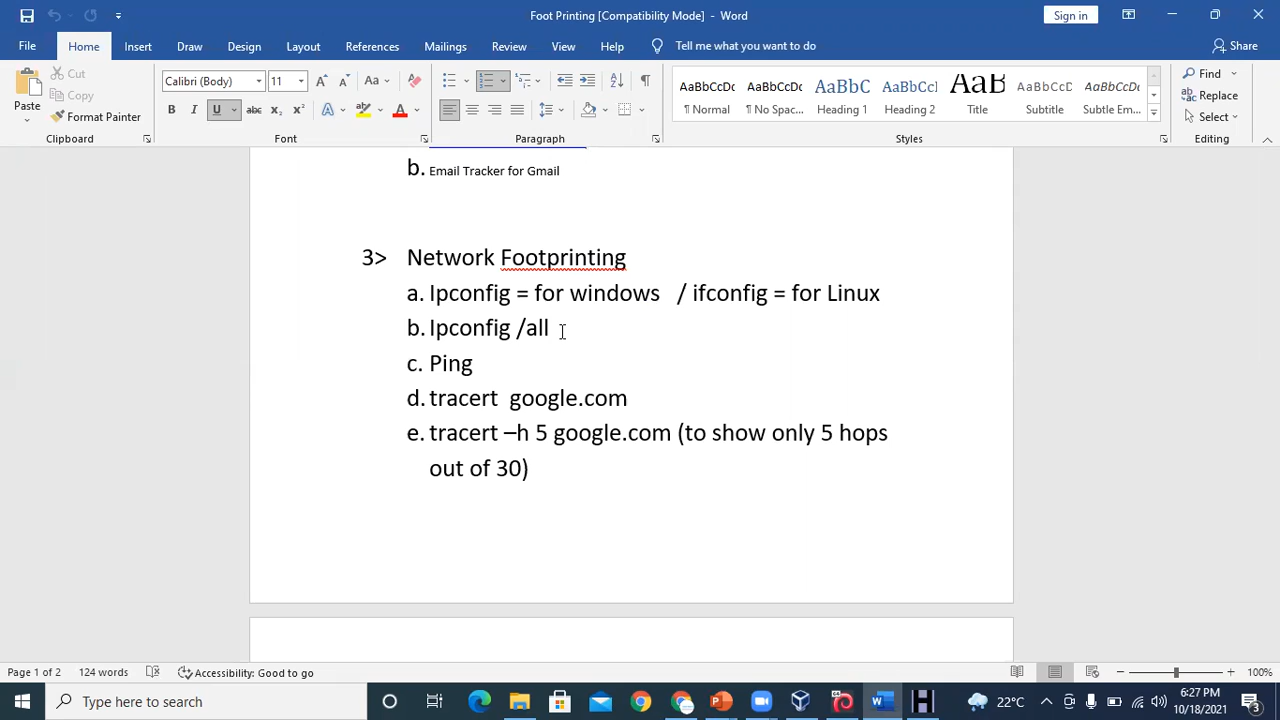 Foot Printing [Compatibility Mode] - Word
Sign in
File Home Insert Draw Design Layout References Mailings Review View Help Tell me what you want to do Share
Paste
Cut
Copy
Format Painter
Clipboard
Calibri (Body) 11
Font
Paragraph
AaBbCcDc AaBbCcDc AaBbC AaBbCcI AaB AaBbCcD AaBbCcDc
¶ Normal ¶ No Spac... Heading 1 Heading 2 Title Subtitle Subtle Em...
Styles
Find
Replace
Select
Editing
b. Email Tracker for Gmail
3> Network Footprinting
a. Ipconfig = for windows / ifconfig = for Linux
b. Ipconfig /all
c. Ping
d. tracert google.com
e. tracert –h 5 google.com (to show only 5 hops
out of 30)
Page 1 of 2 124 words Accessibility: Good to go 100%
Type here to search
22°C
6:27 PM
10/18/2021
3